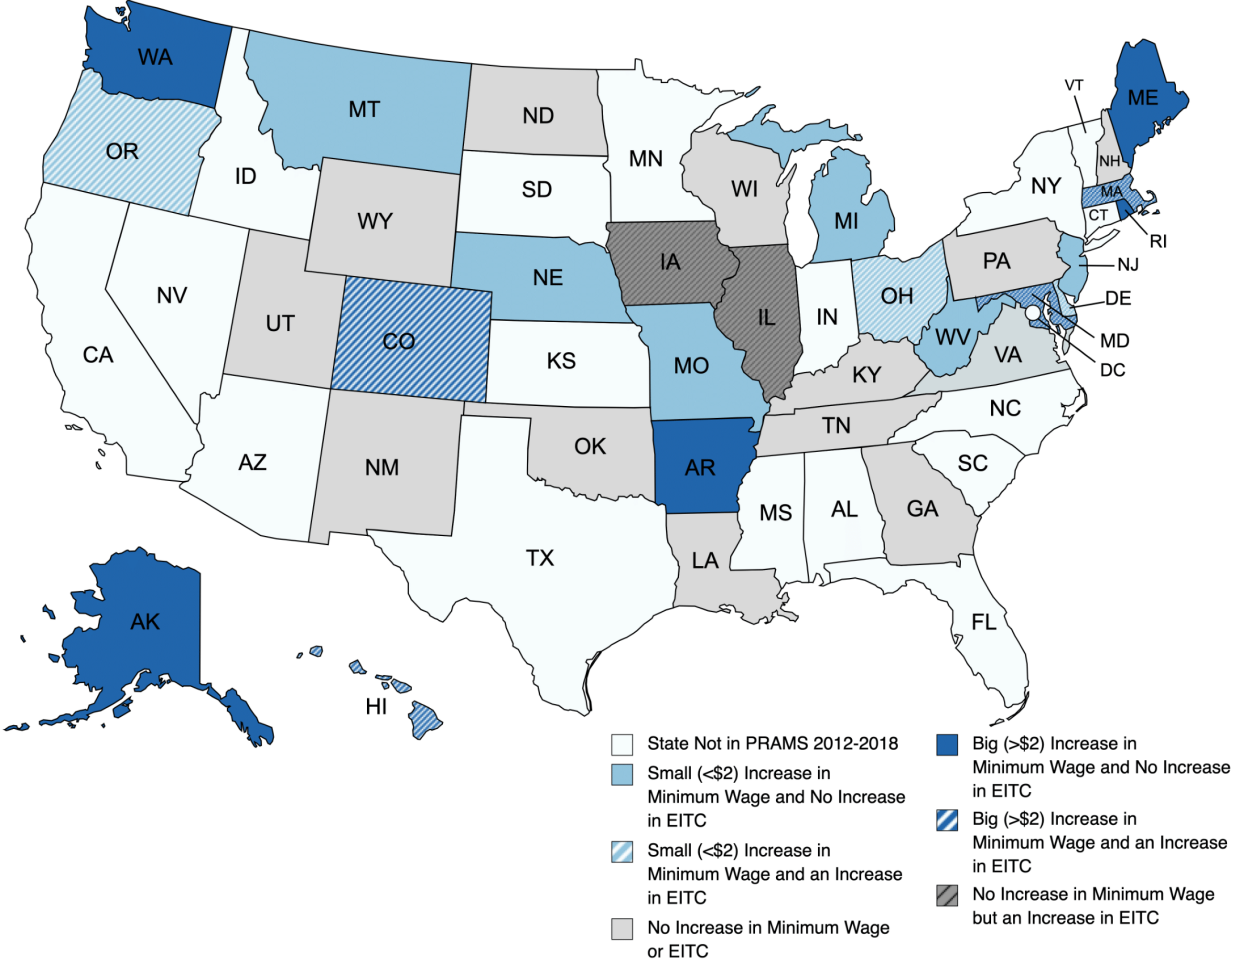 WA
ME
VT
MT
ND
OR
MN
NH
ID
SD
WI
NY
MA
CT
WY
MI
RI
IA
PA
NJ
NE
NV
OH
DE
UT
IL
IN
CO
WV
MD
CA
KS
MO
VA
DC
KY
NC
TN
OK
AZ
NM
AR
SC
MS
AL
GA
TX
LA
AK
FL
HI
State Not in PRAMS 2012-2018
Small (<$2) Increase in
Minimum Wage and No Increase
in EITC
Small (<$2) Increase in
Minimum Wage and an Increase
in EITC
No Increase in Minimum Wage
or EITC
Big (>$2) Increase in
Minimum Wage and No Increase
in EITC
Big (>$2) Increase in
Minimum Wage and an Increase
in EITC
No Increase in Minimum Wage
but an Increase in EITC